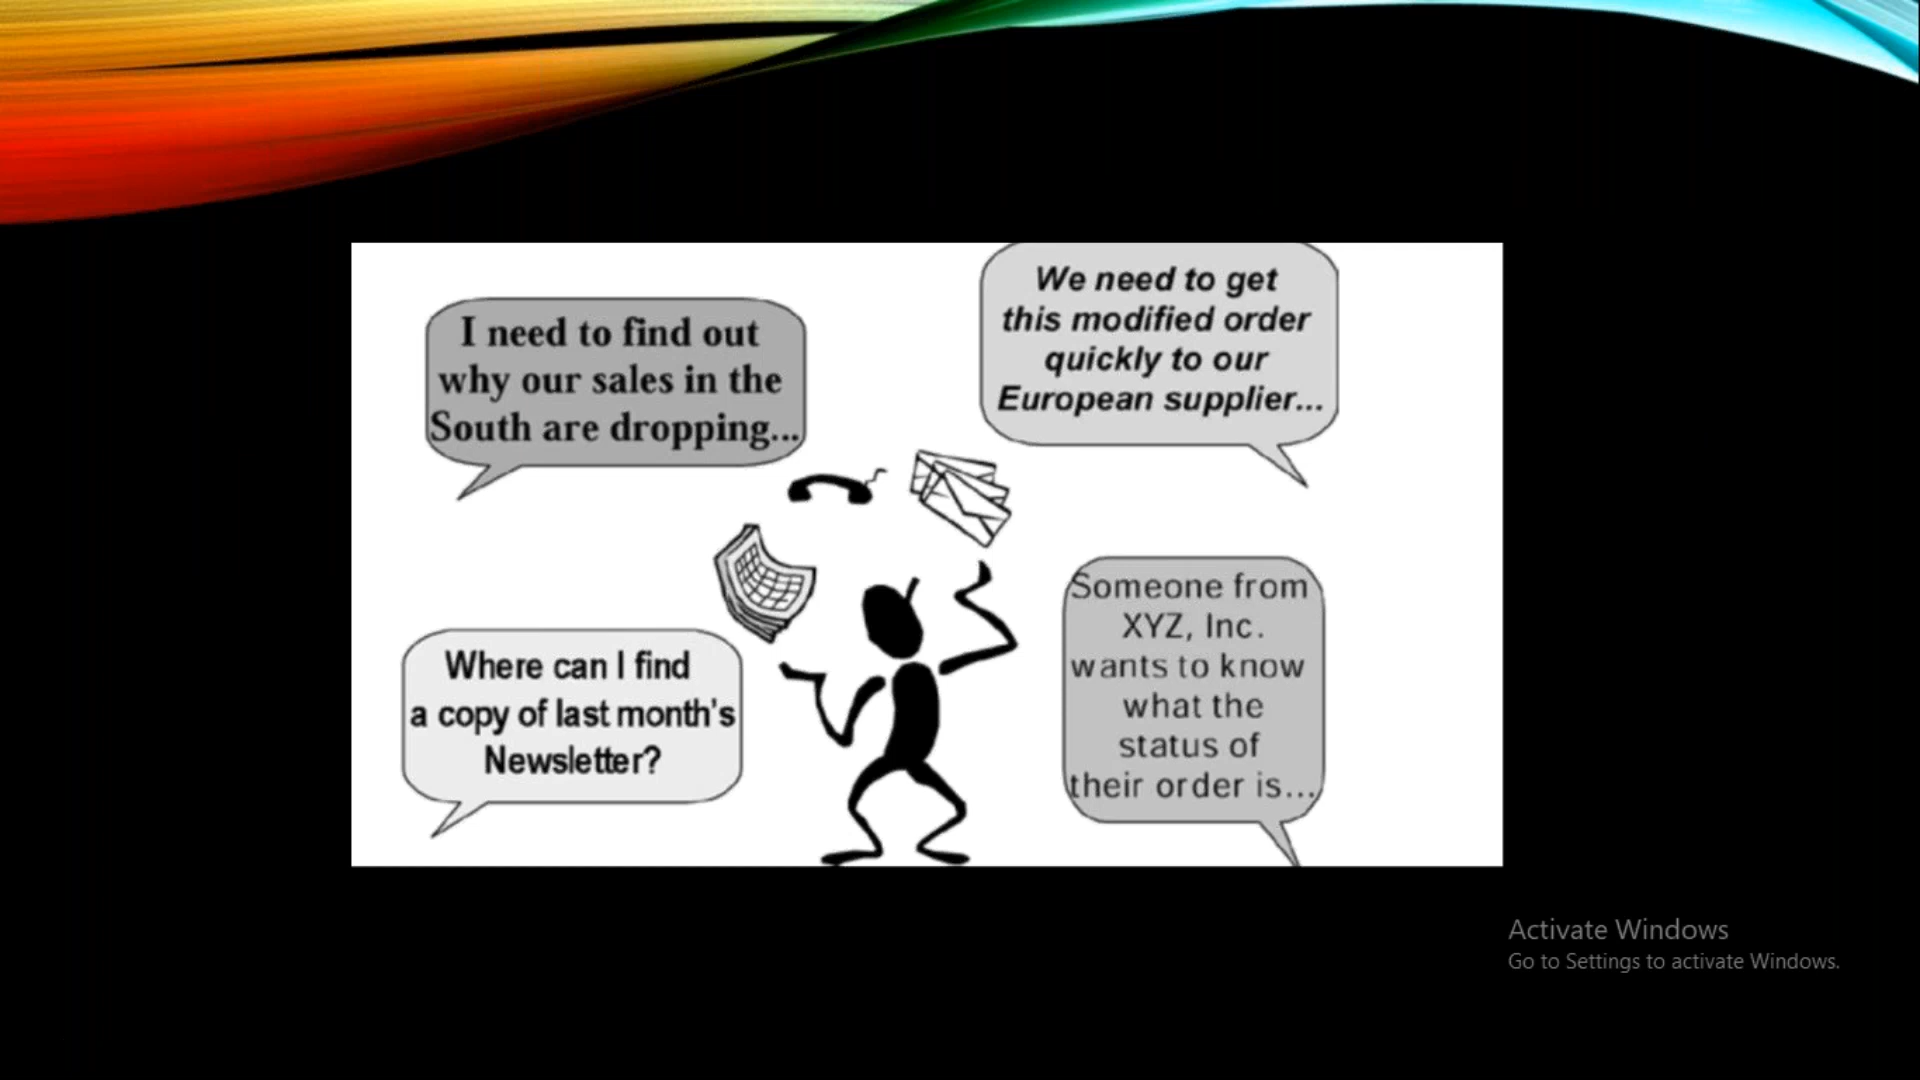 I need to find out
why our sales in the
South are dropping...
We need to get
this modified order
quickly to our
European supplier...
Where can I find
a copy of last month's
Newsletter?
Someone from
XYZ, Inc.
wants to know
what the
status of
their order is...
Activate Windows
Go to Settings to activate Windows.